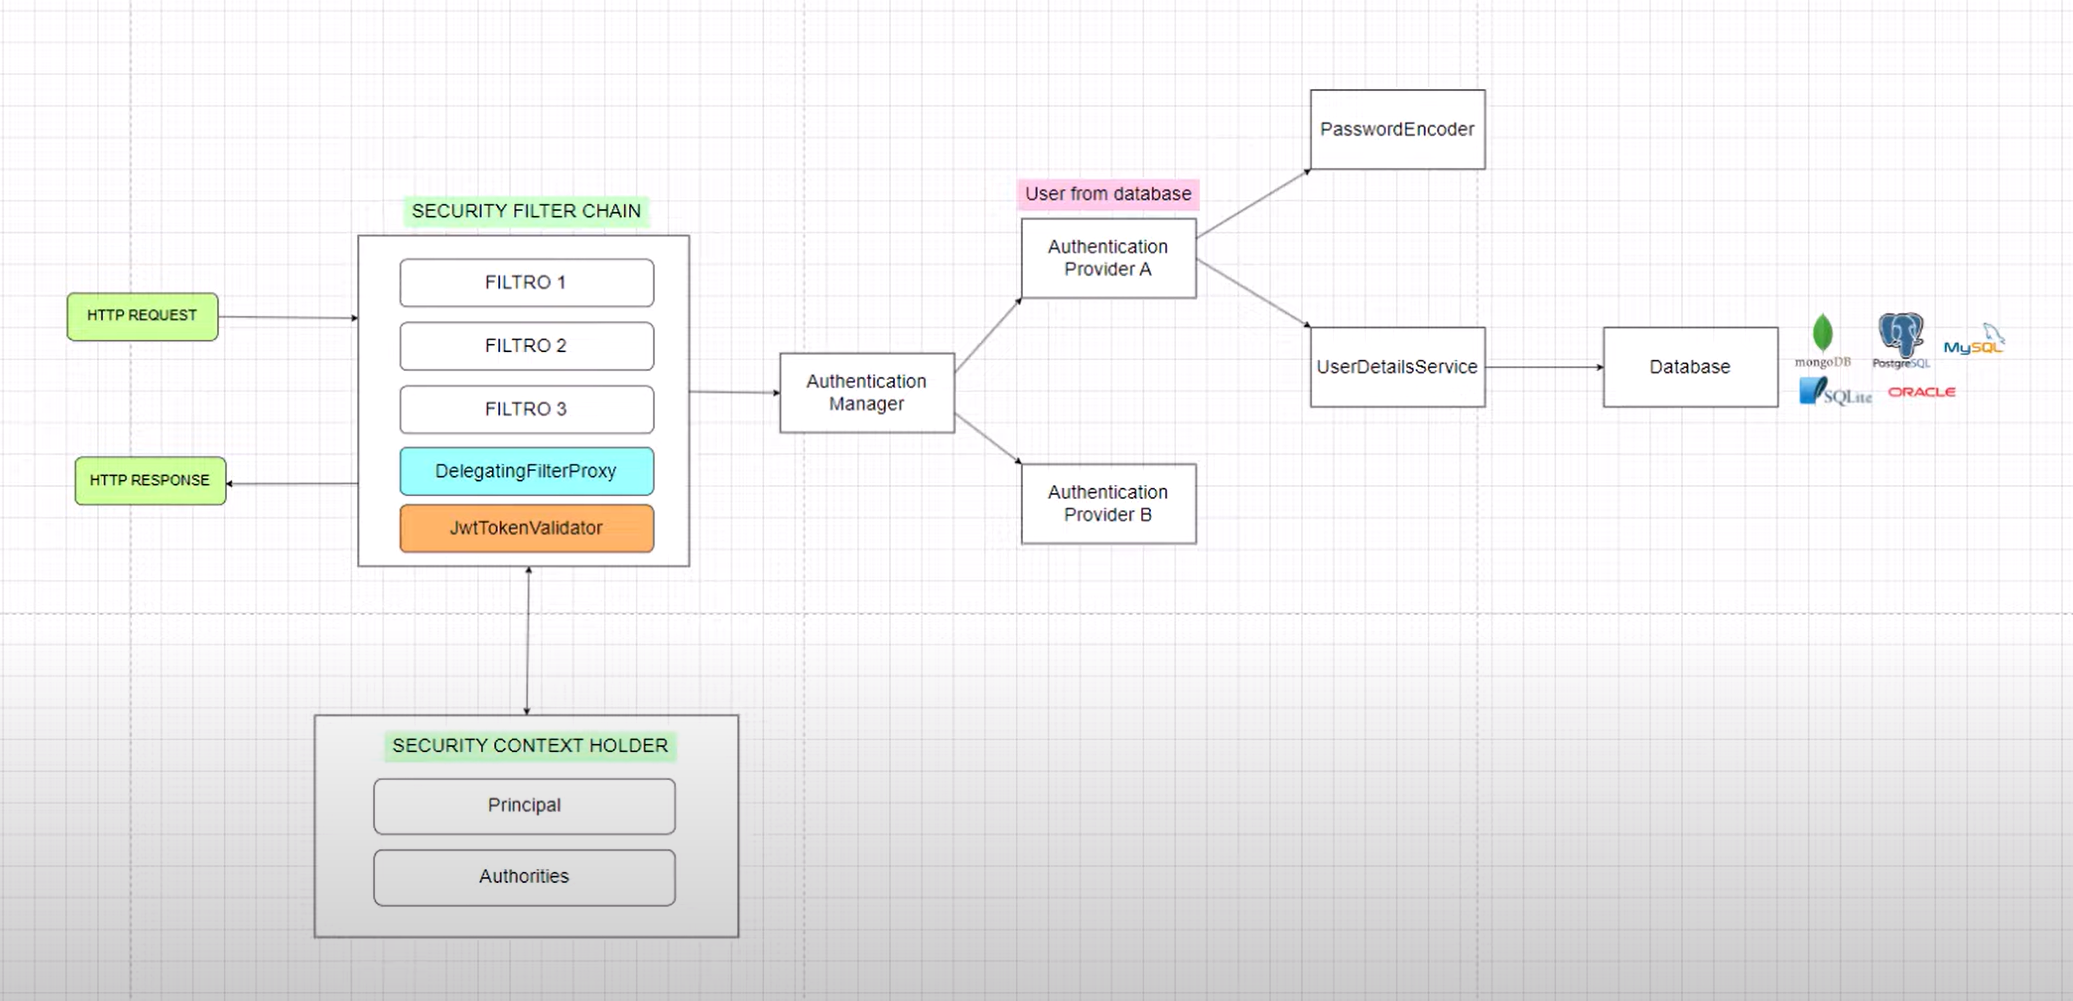 PasswordEncoder
User from database
SECURITY FILTER CHAIN
Authentication
Provider A
FILTRO 1
HTTP REQUEST
FILTRO 2
FILTRO 3
Authentication
Manager
UserDetailsService
Database
mongoDB
PostgreSQL
MySQL
SQLite
ORACLE
DelegatingFilterProxy
HTTP RESPONSE
JwtTokenValidator
Authentication
Provider B
SECURITY CONTEXT HOLDER
Principal
Authorities